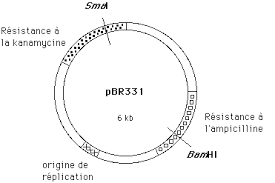 SmaI
Résistance à
la kanamycine
pBR331
6 kb
Résistance à
l'ampicilline
BamHI
origine de
réplication